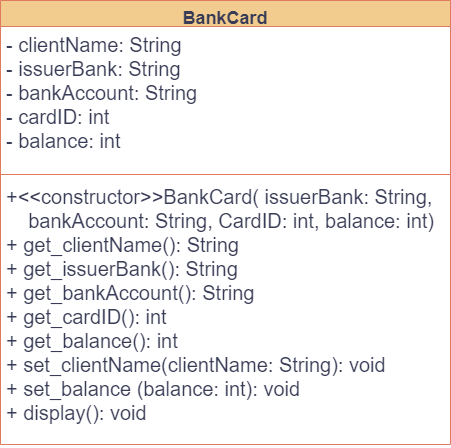 BankCard
- clientName: String
- issuerBank: String
- bankAccount: String
- cardID: int
- balance: int
+<<constructor>>BankCard( issuerBank: String,
bankAccount: String, CardID: int, balance: int)
+ get_clientName(): String
+ get_issuerBank(): String
+ get_bankAccount(): String
+ get_cardID(): int
+ get_balance(): int
+ set_clientName(clientName: String): void
+ set_balance (balance: int): void
+ display(): void